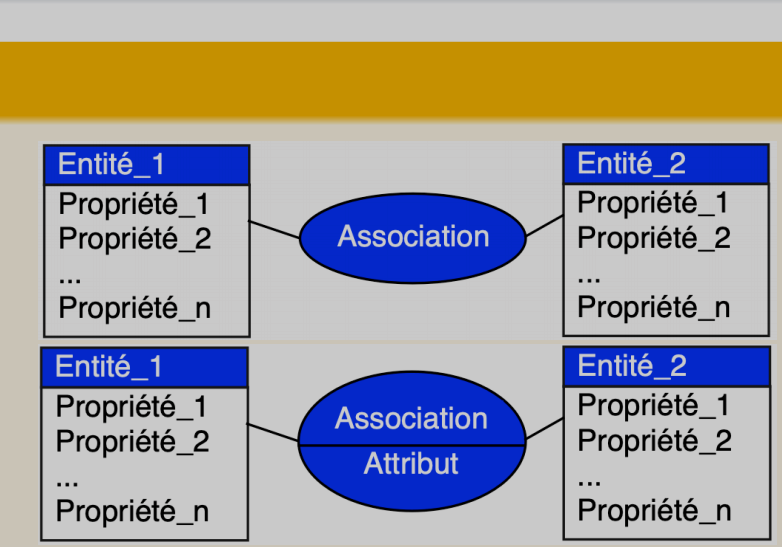 Entité_1
Propriété_1
Propriété_2
...
Propriété_n
Association
Entité_2
Propriété_1
Propriété_2
...
Propriété_n
Entité_1
Propriété_1
Propriété_2
...
Propriété_n
Association
Attribut
Entité_2
Propriété_1
Propriété_2
...
Propriété_n